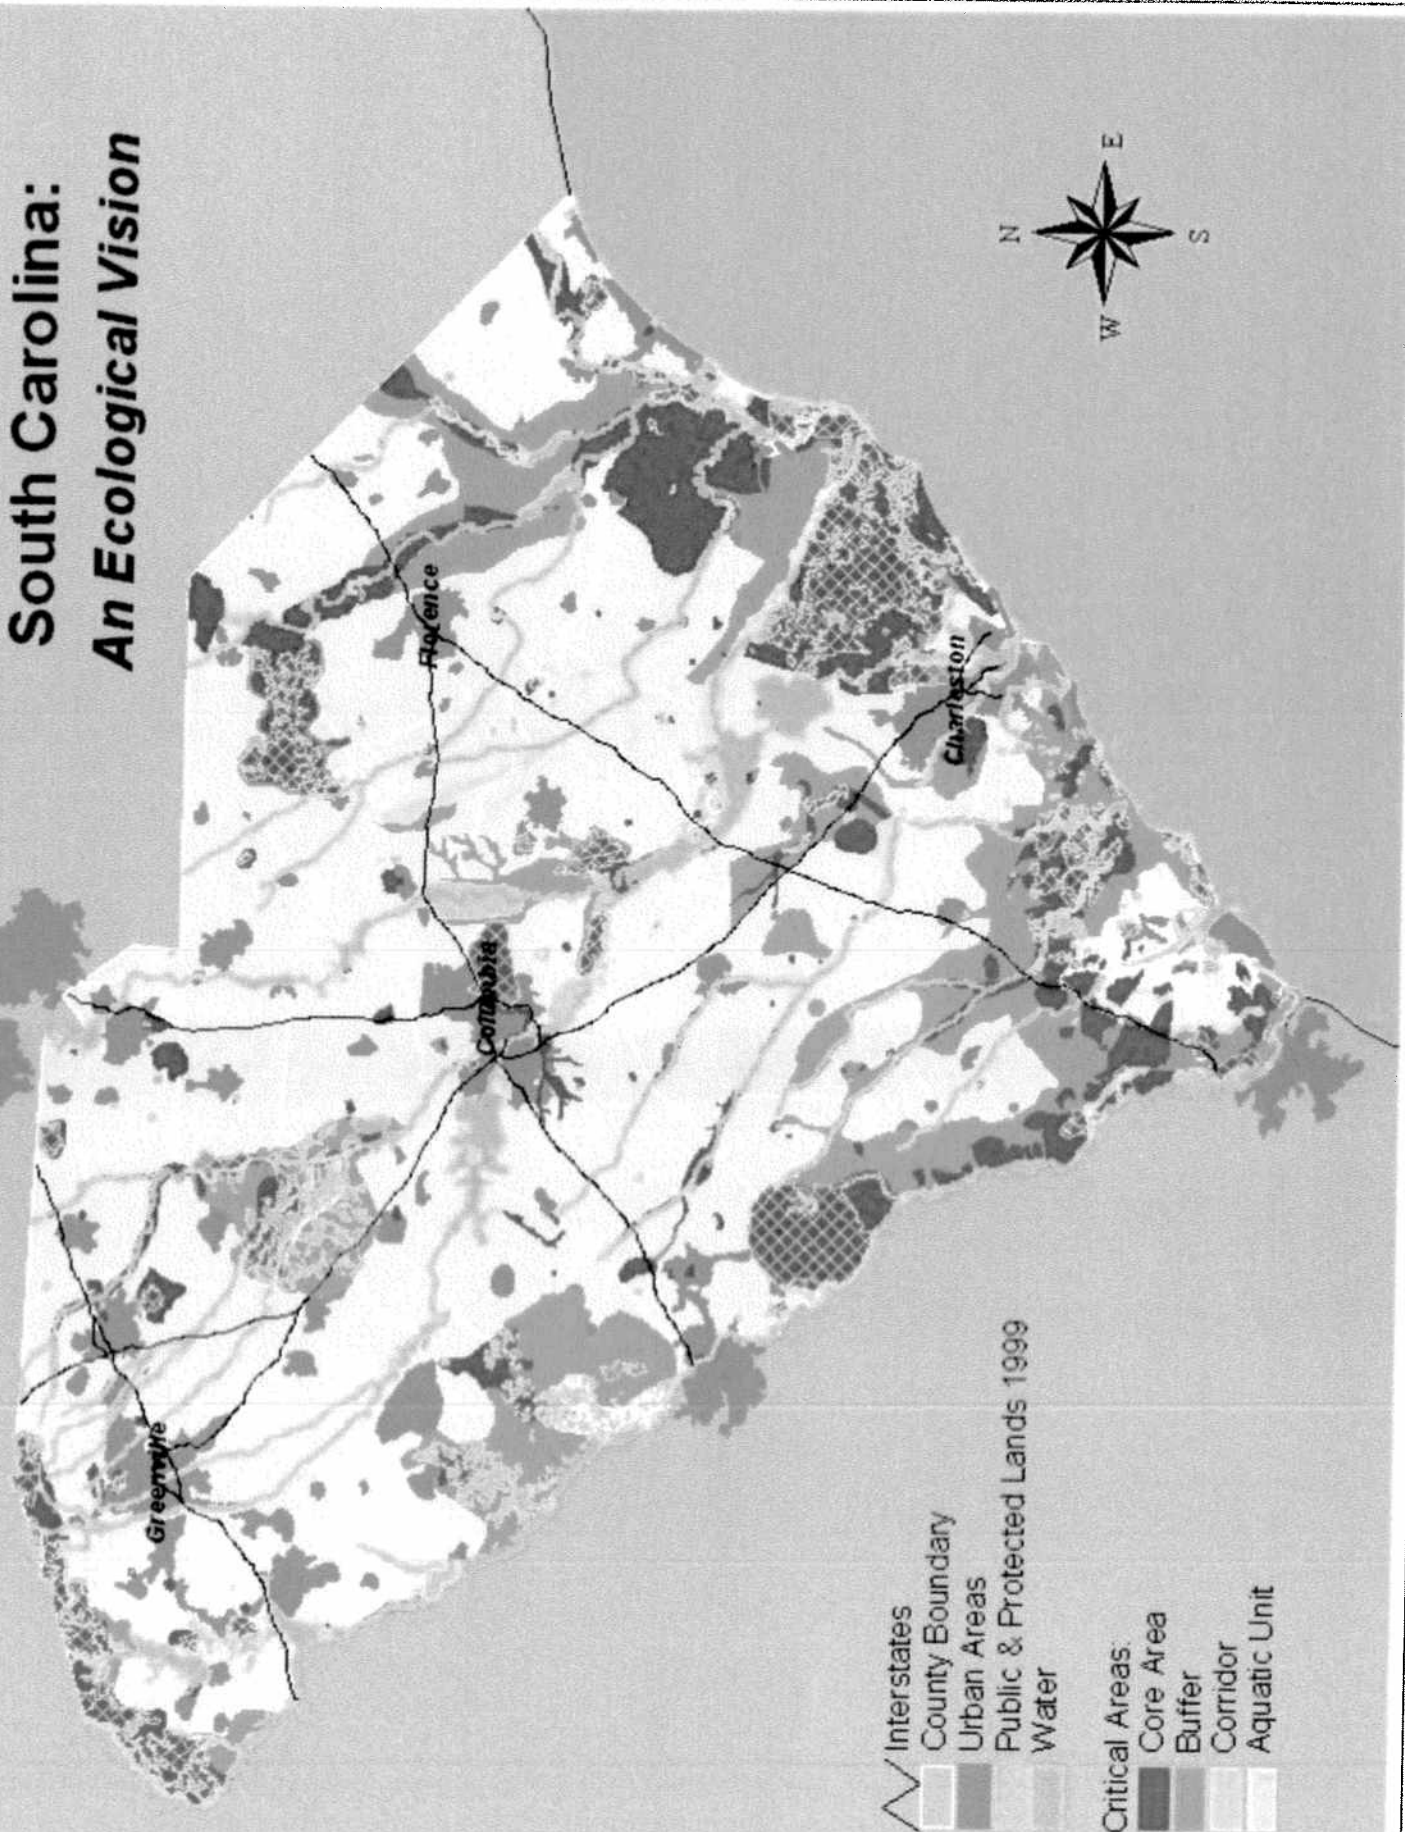 South Carolina:
An Ecological Vision
Greenville
Columbia
Florence
Charleston
N
W
E
S
Interstates
County Boundary
Urban Areas
Public & Protected Lands 1999
Water
Critical Areas:
Core Area
Buffer
Corridor
Aquatic Unit